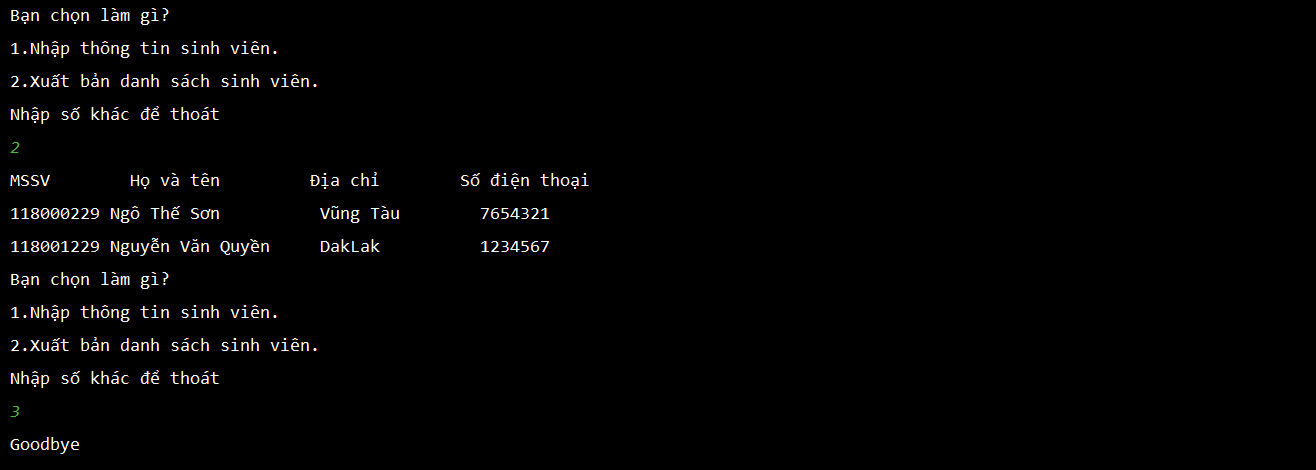 Bạn chọn làm gì?
1.Nhập thông tin sinh viên.
2.Xuất bản danh sách sinh viên.
Nhập số khác để thoát
2
MSSV        Họ và tên         Địa chỉ        Số điện thoại
118000229 Ngô Thế Sơn          Vũng Tàu        7654321
118001229 Nguyễn Văn Quyền     DakLak          1234567
Bạn chọn làm gì?
1.Nhập thông tin sinh viên.
2.Xuất bản danh sách sinh viên.
Nhập số khác để thoát
3
Goodbye